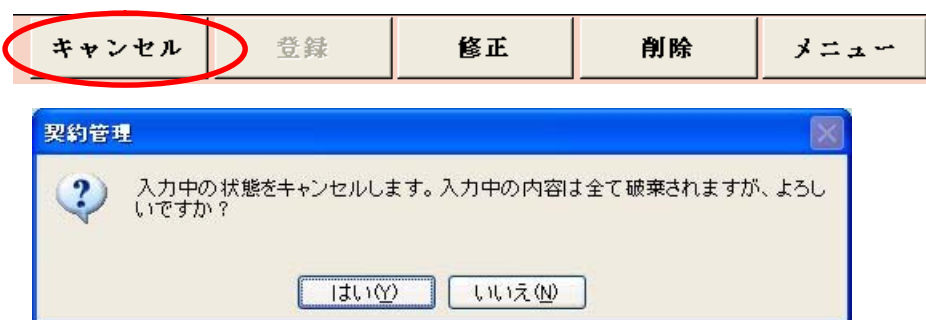 キャンセル 登録 修正 削除 メニュー
契約管理
入力中の状態をキャンセルします。入力中の内容は全て破棄されますが、よろし
いですか？
はい(Y) いいえ(N)